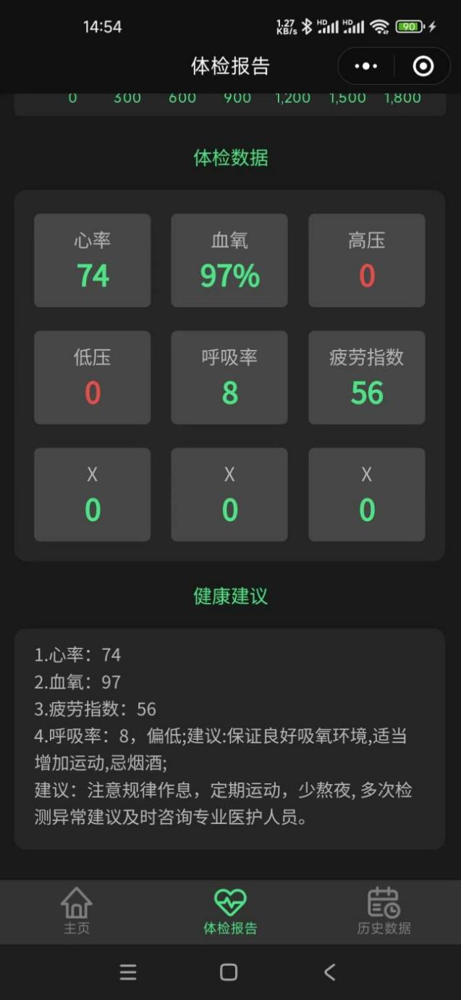 14:54
1.27 KB/s HD HD 90
体检报告
0 300 600 900 1,200 1,500 1,800
体检数据
心率 血氧 高压
74 97% 0
低压 呼吸率 疲劳指数
0 8 56
X X X
0 0 0
健康建议
1.心率：74
2.血氧：97
3.疲劳指数：56
4.呼吸率：8，偏低;建议:保证良好吸氧环境,适当
增加运动,忌烟酒;
建议：注意规律作息，定期运动，少熬夜, 多次检
测异常建议及时咨询专业医护人员。
主页 体检报告 历史数据